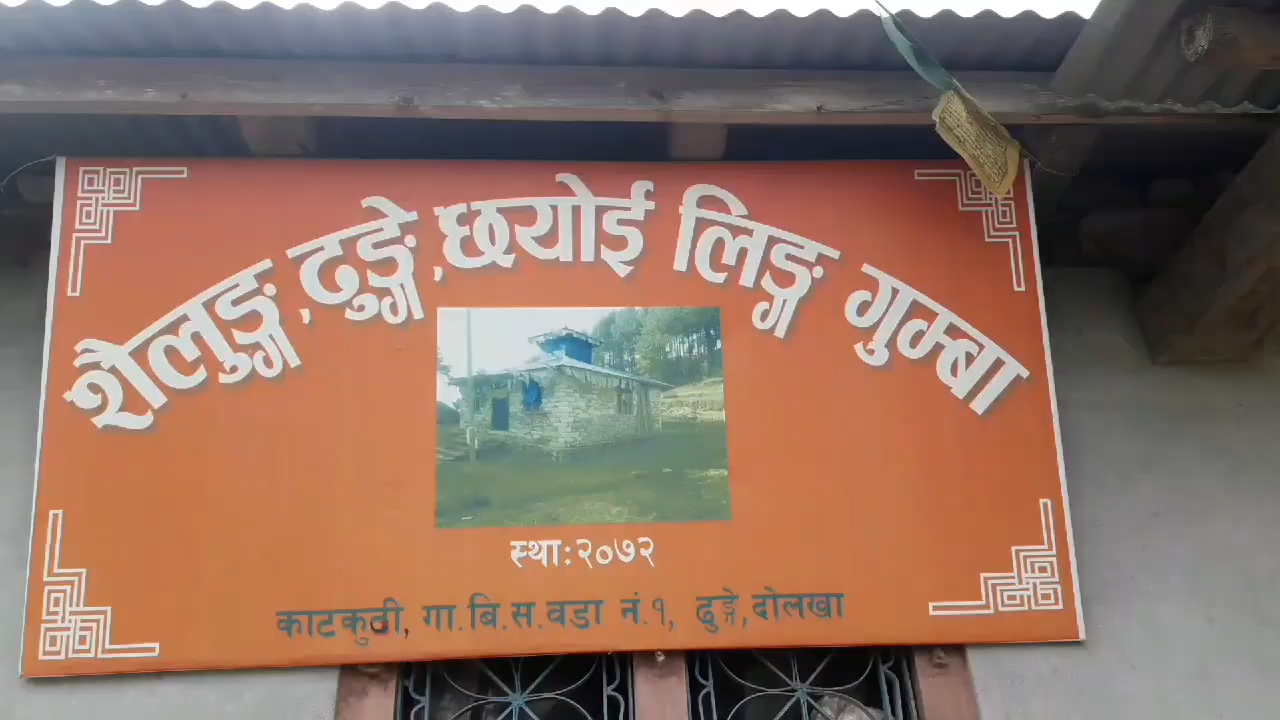 शैलुङ्ग, ढुङ्गे, छयोई लिङ्ग गुम्बा
स्था:२०७२
काटकुठी, गा.बि.स.वडा नं.१, ढुङ्गे,दोलखा